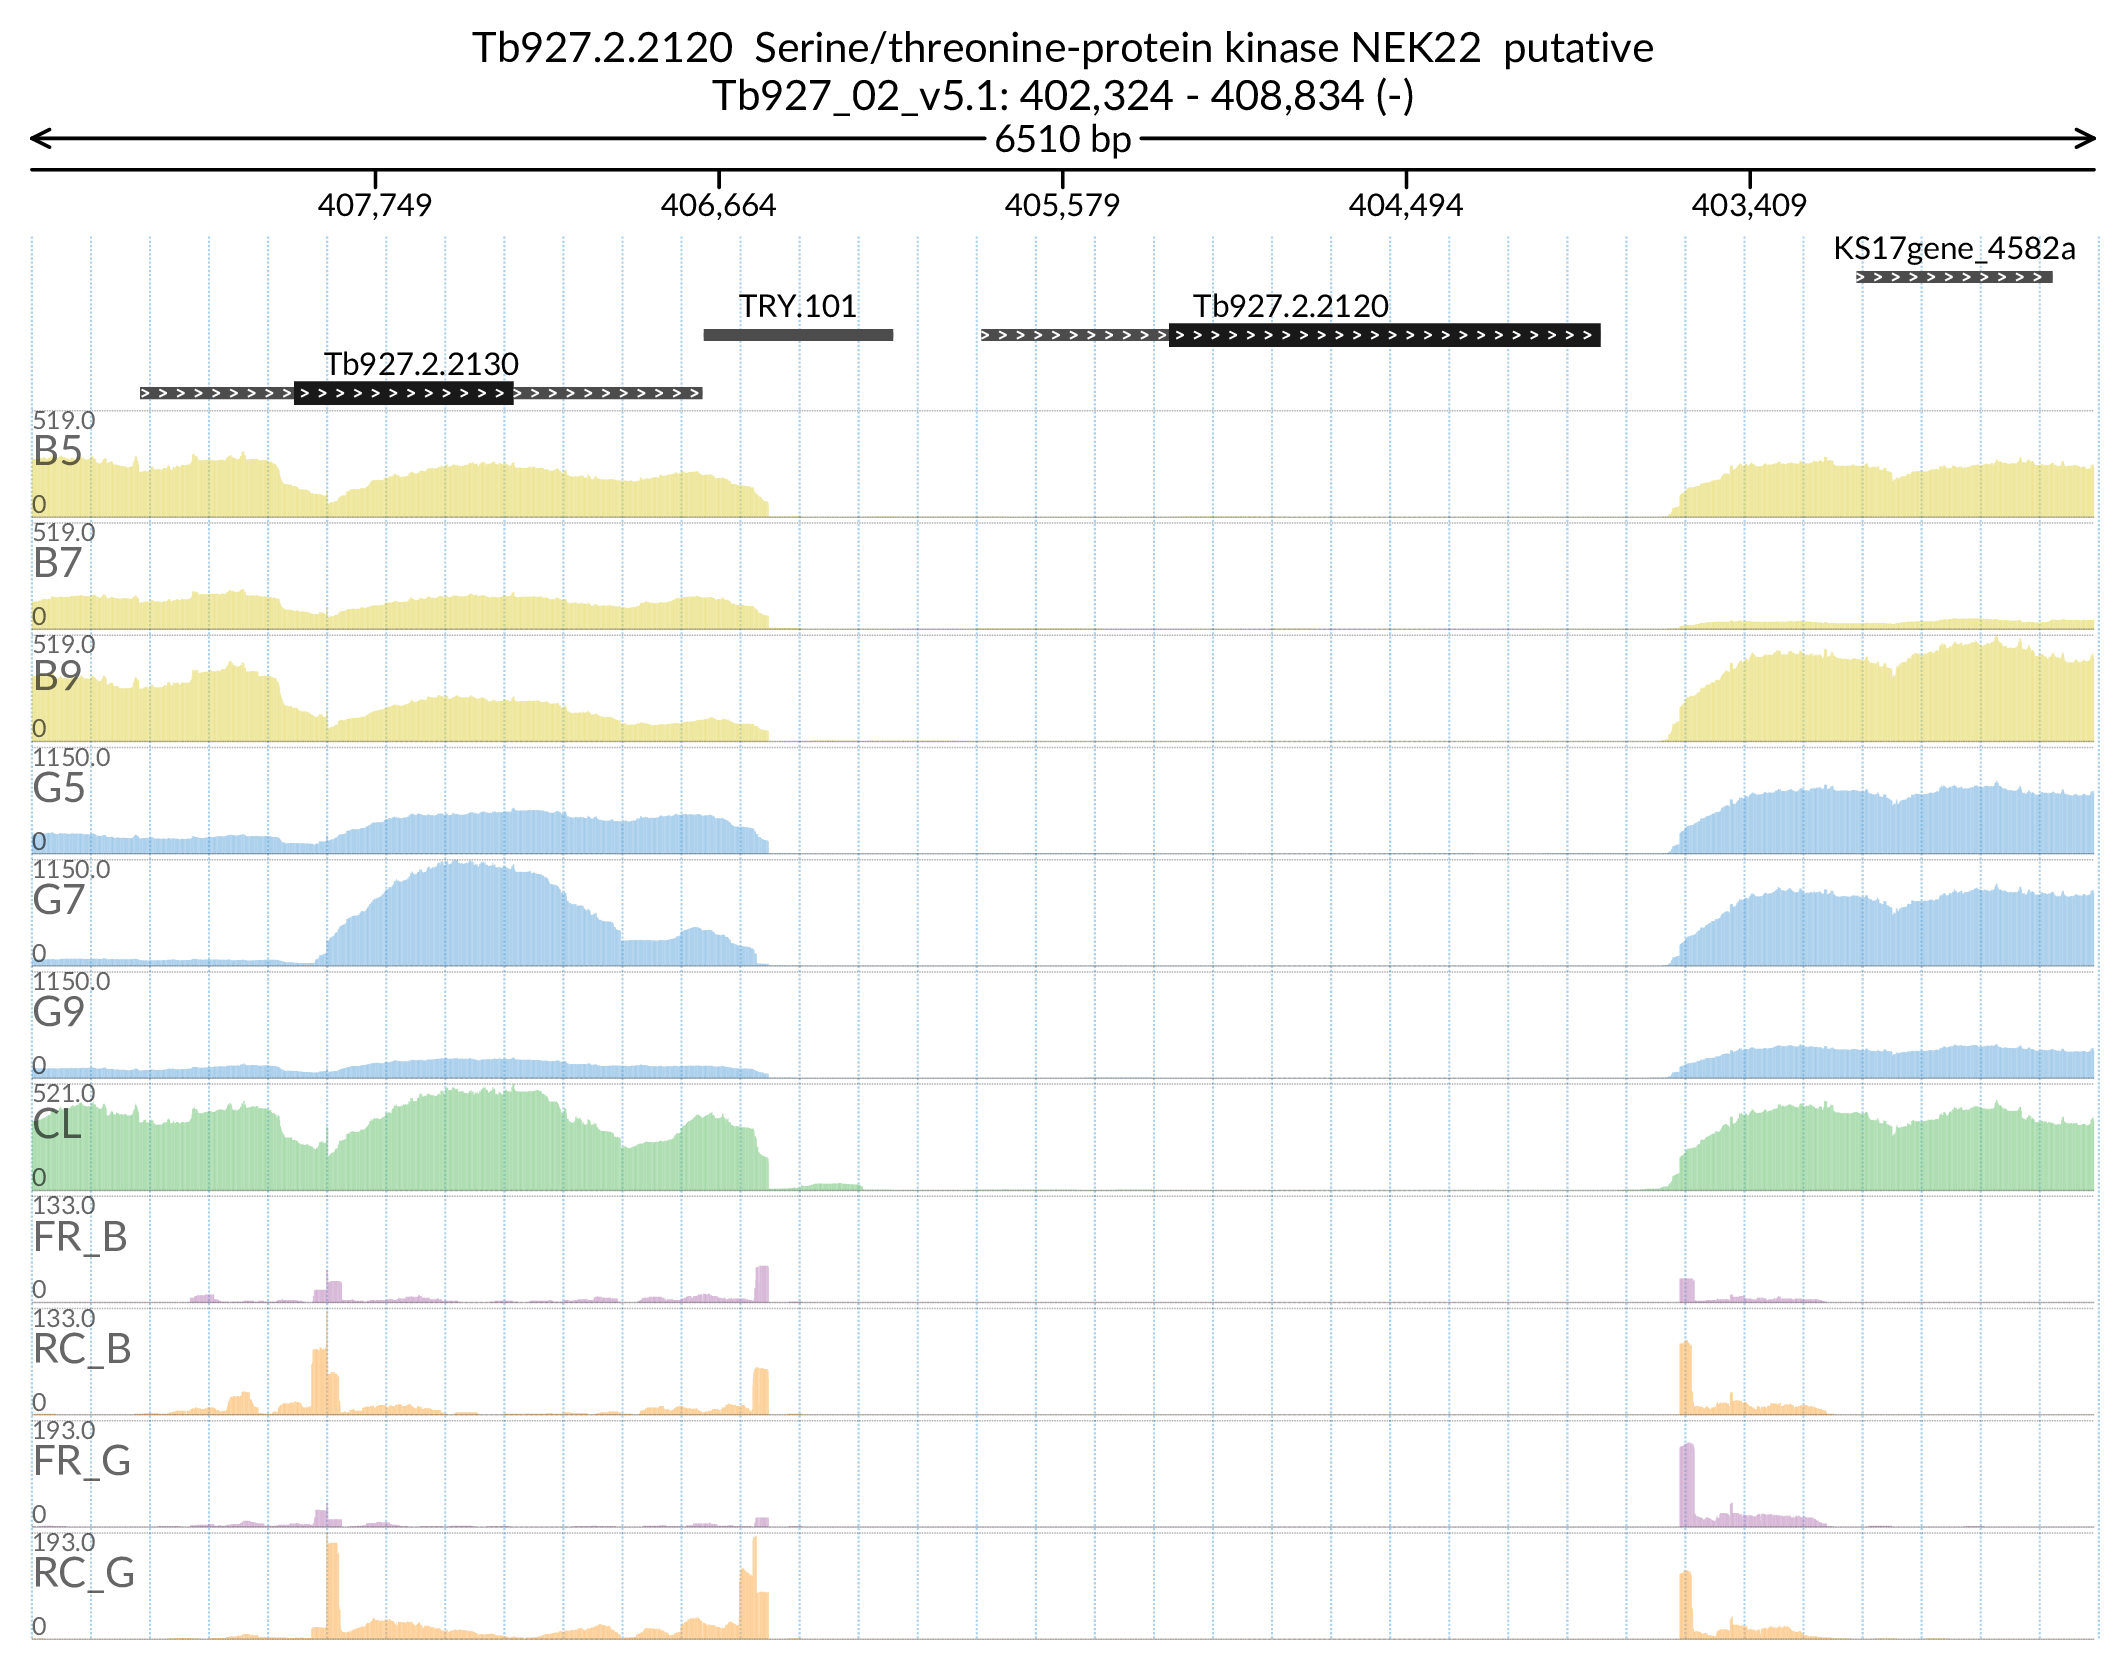 Tb927.2.2120  Serine/threonine-protein kinase NEK22  putative
Tb927_02_v5.1: 402,324 - 408,834 (-)
6510 bp
407,749 406,664 405,579 404,494 403,409
KS17gene_4582a
TRY.101 Tb927.2.2120
Tb927.2.2130
519.0
B5
0
519.0
B7
0
519.0
B9
0
1150.0
G5
0
1150.0
G7
0
1150.0
G9
0
521.0
CL
0
133.0
FR_B
0
133.0
RC_B
0
193.0
FR_G
0
193.0
RC_G
0